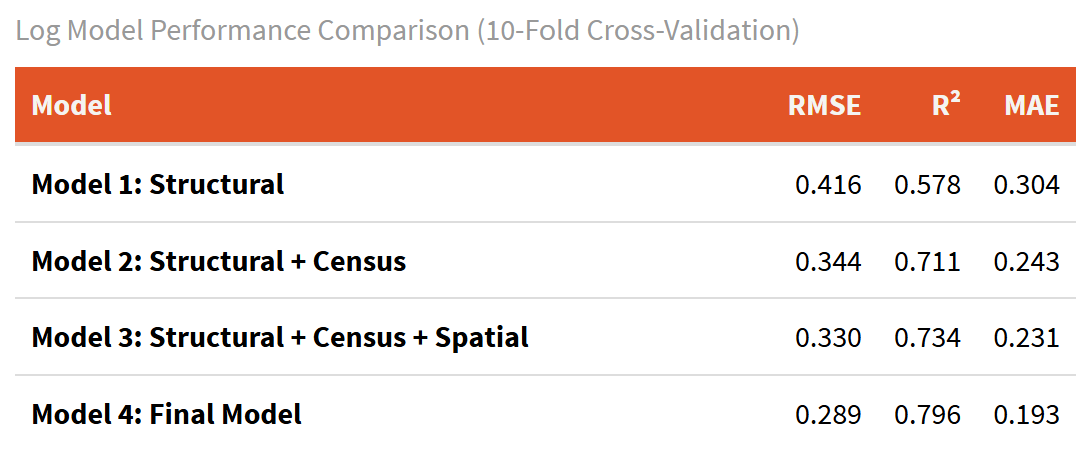 Log Model Performance Comparison (10-Fold Cross-Validation)
Model RMSE R² MAE
Model 1: Structural 0.416 0.578 0.304
Model 2: Structural + Census 0.344 0.711 0.243
Model 3: Structural + Census + Spatial 0.330 0.734 0.231
Model 4: Final Model 0.289 0.796 0.193